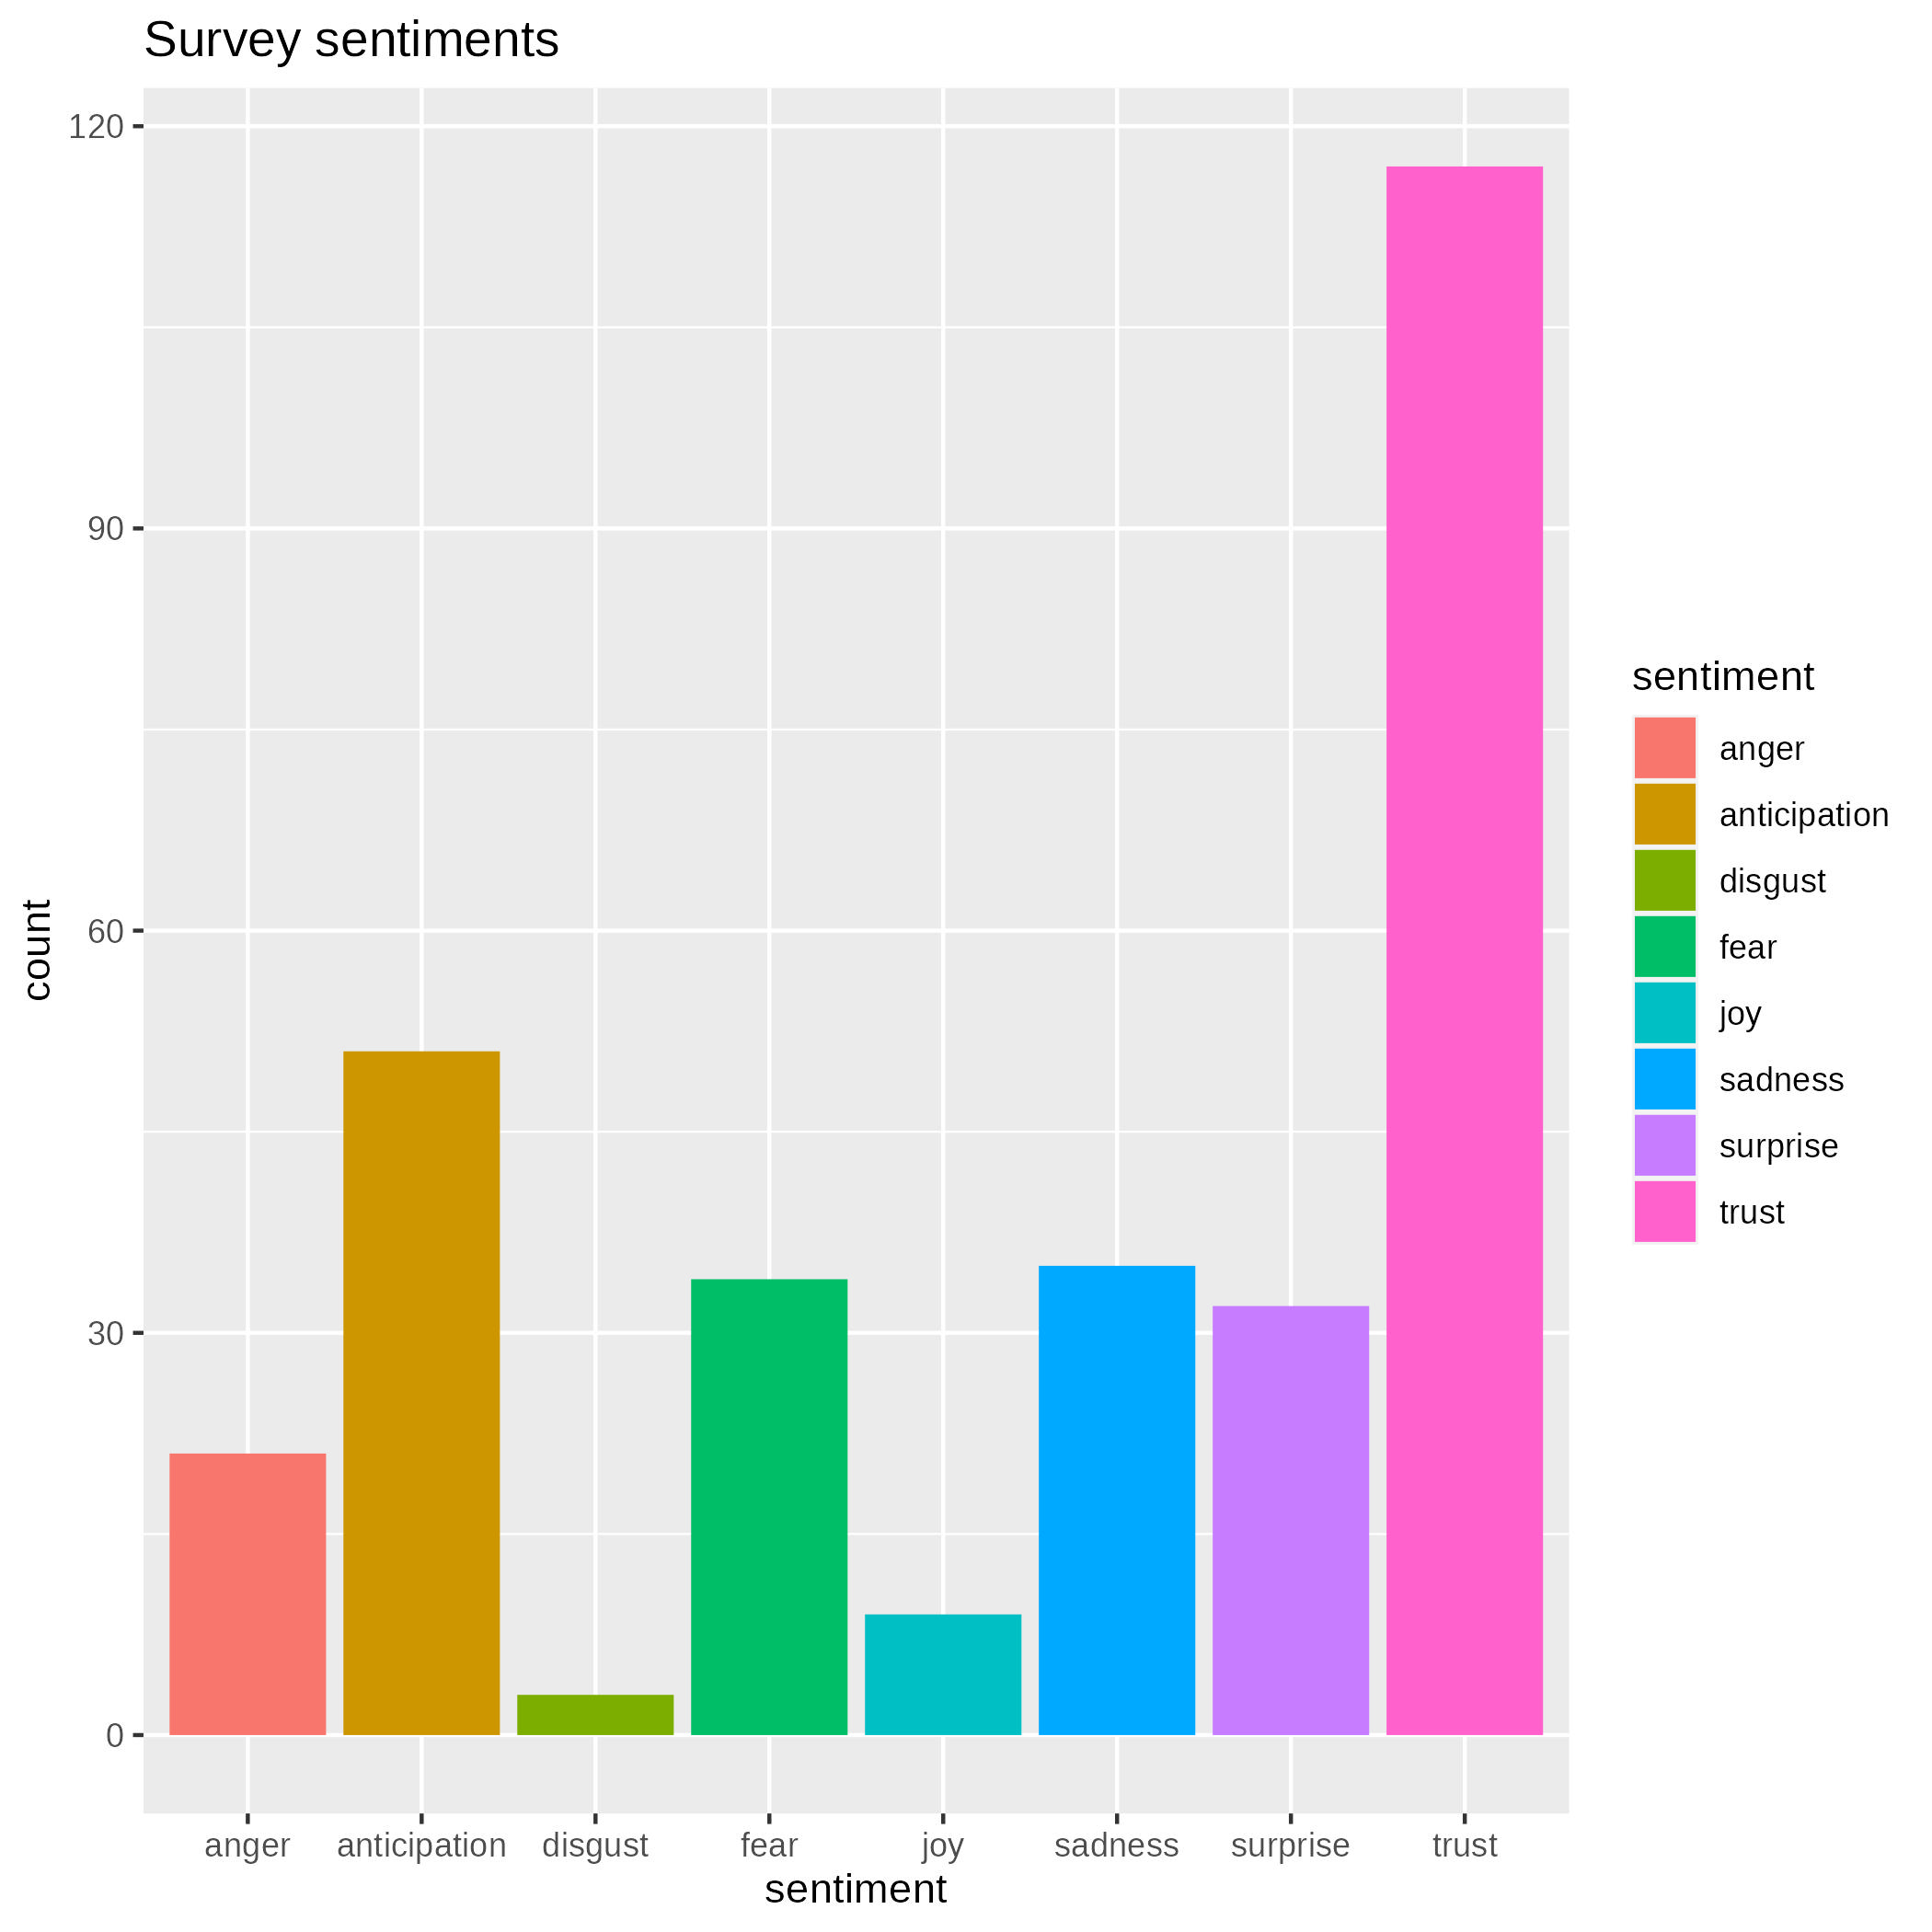 Survey sentiments
120
90
60
30
0
count
anger anticipation disgust fear joy sadness surprise trust
sentiment
sentiment
anger
anticipation
disgust
fear
joy
sadness
surprise
trust